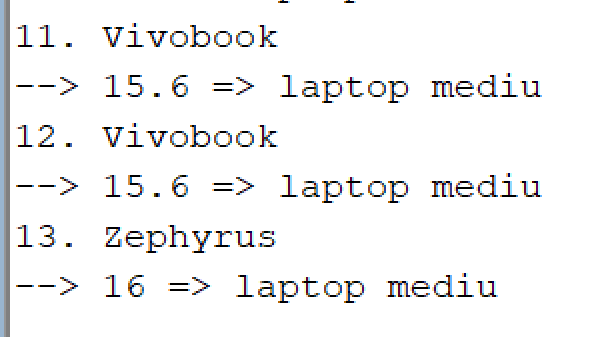 11. Vivobook
--> 15.6 => laptop mediu
12. Vivobook
--> 15.6 => laptop mediu
13. Zephyrus
--> 16 => laptop mediu